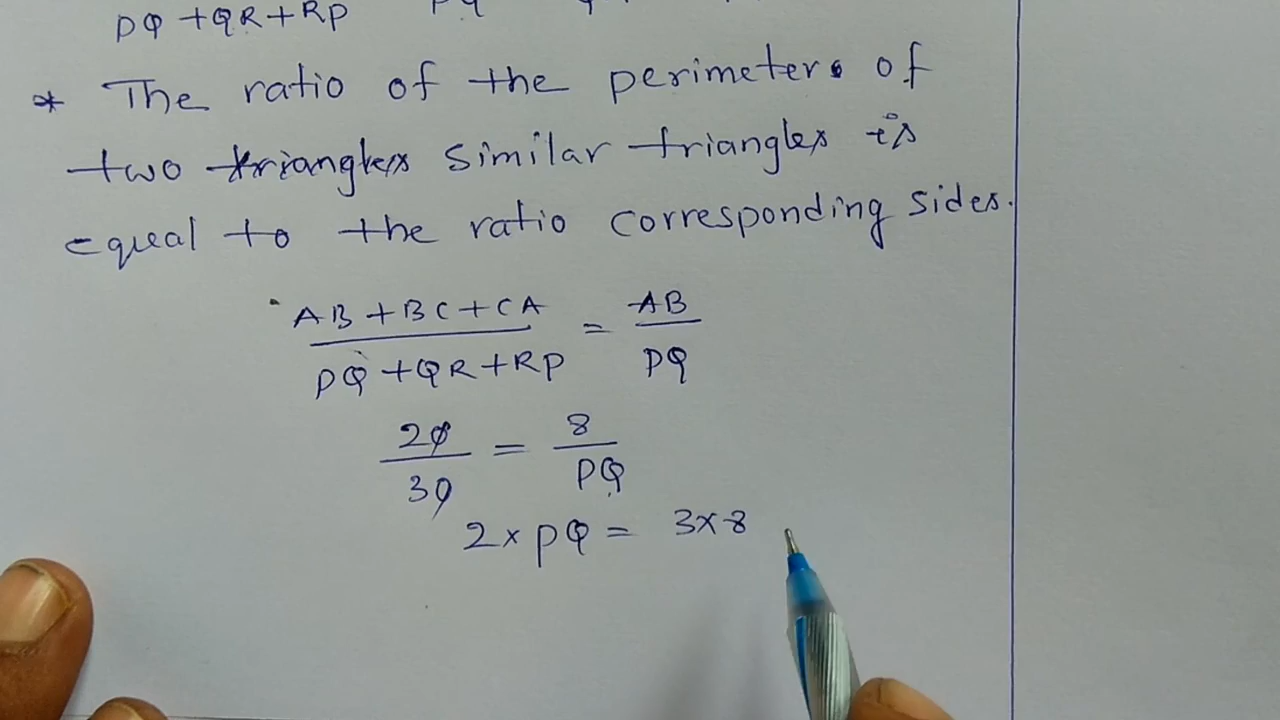 PQ + QR + RP PQ
* The ratio of the perimeters of
two triangles similar triangles is
equal to the ratio corresponding sides.
AB + BC + CA / PQ + QR + RP = AB / PQ
20 / 30 = 8 / PQ
2 × PQ = 3 × 8